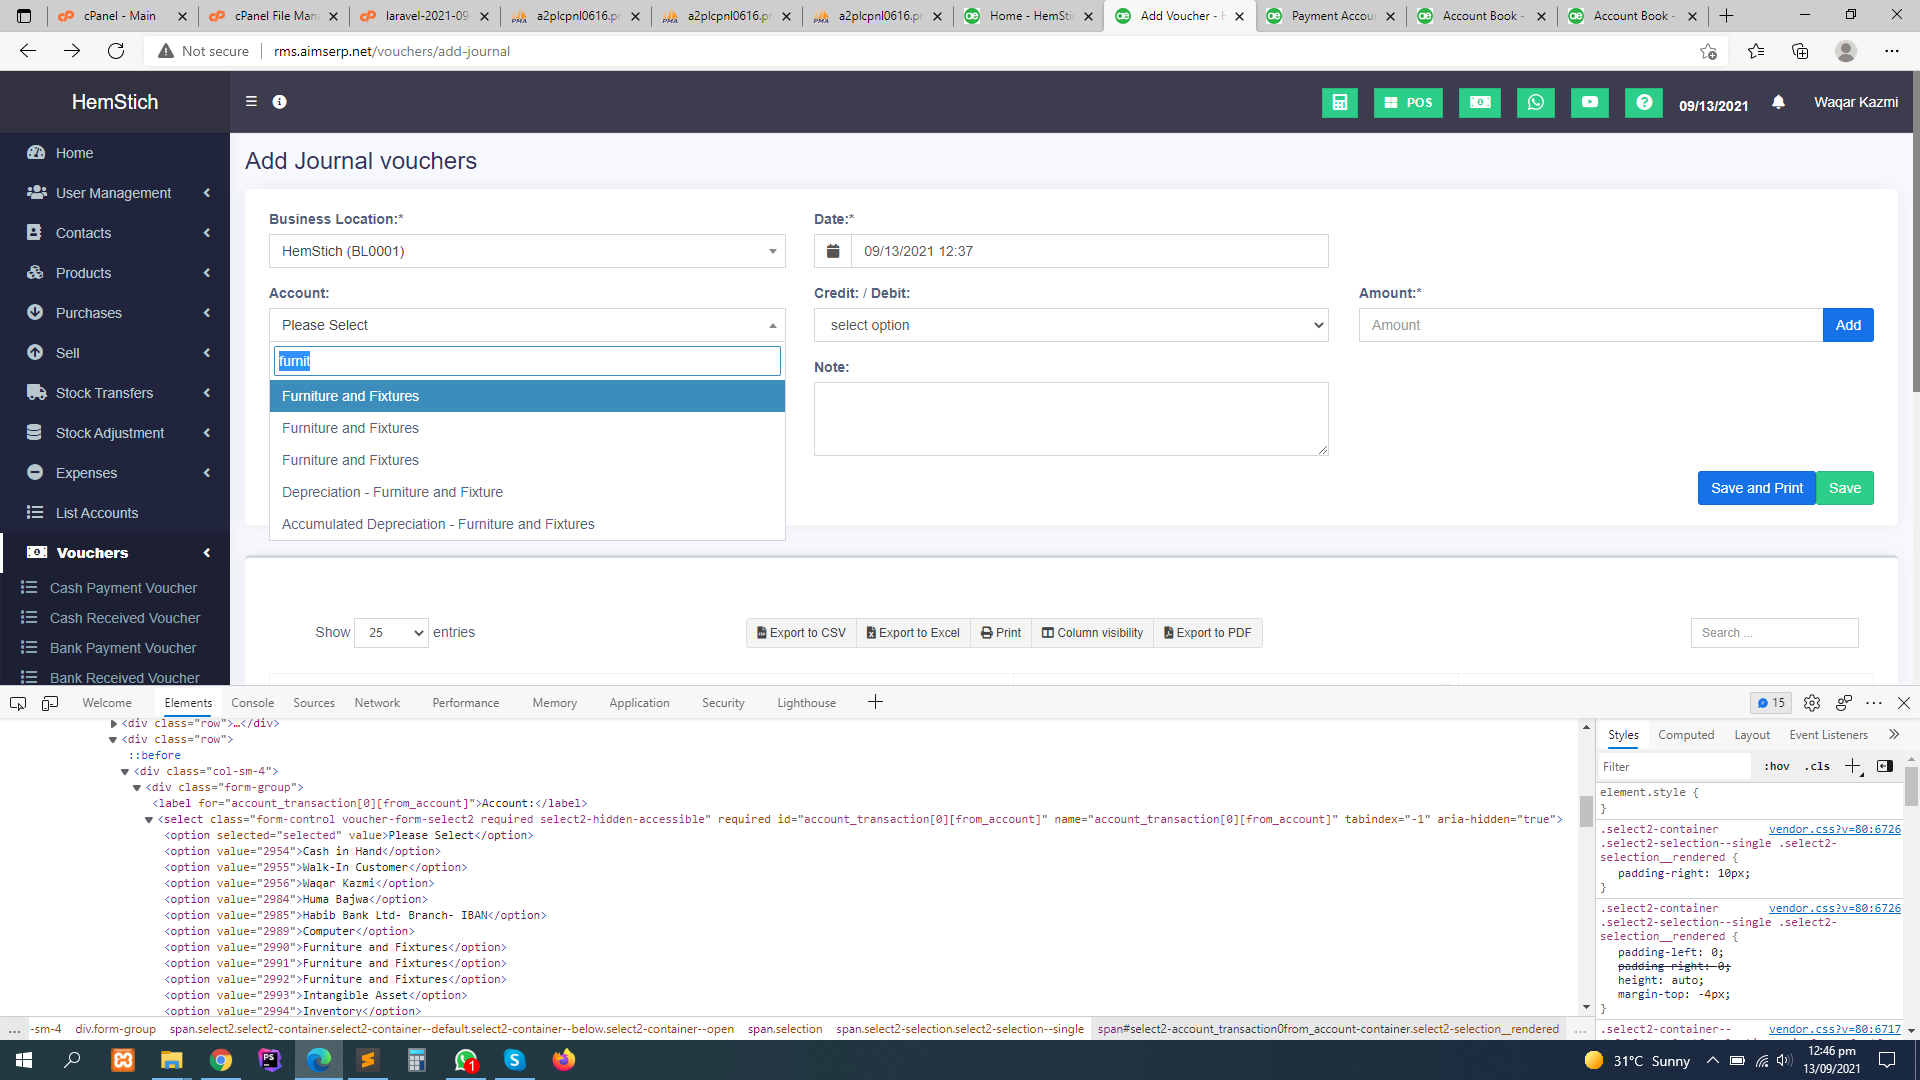 cPanel - Main
cPanel File Man
laravel-2021-09
a2plcpnl0616.pr
a2plcpnl0616.pr
a2plcpnl0616.pr
Home - HemStic
Add Voucher - H
Payment Accou
Account Book -
Account Book -
Not secure
rms.aimserp.net/vouchers/add-journal
HemStich
POS
09/13/2021
Waqar Kazmi
Home
User Management
Contacts
Products
Purchases
Sell
Stock Transfers
Stock Adjustment
Expenses
List Accounts
Vouchers
Cash Payment Voucher
Cash Received Voucher
Bank Payment Voucher
Bank Received Voucher
Add Journal vouchers
Business Location:*
HemStich (BL0001)
Date:*
09/13/2021 12:37
Account:
Please Select
furnit
Furniture and Fixtures
Furniture and Fixtures
Furniture and Fixtures
Depreciation - Furniture and Fixture
Accumulated Depreciation - Furniture and Fixtures
Credit: / Debit:
select option
Amount:*
Amount
Add
Note:
Save and Print
Save
Show 25 entries
Export to CSV
Export to Excel
Print
Column visibility
Export to PDF
Search ...
Welcome
Elements
Console
Sources
Network
Performance
Memory
Application
Security
Lighthouse
15
<div class="row">…</div>
<div class="row">
::before
<div class="col-sm-4">
<div class="form-group">
<label for="account_transaction[0][from_account]">Account:</label>
<select class="form-control voucher-form-select2 required select2-hidden-accessible" required id="account_transaction[0][from_account]" name="account_transaction[0][from_account]" tabindex="-1" aria-hidden="true">
<option selected="selected" value>Please Select</option>
<option value="2954">Cash in Hand</option>
<option value="2955">Walk-In Customer</option>
<option value="2956">Waqar Kazmi</option>
<option value="2984">Huma Bajwa</option>
<option value="2985">Habib Bank Ltd- Branch- IBAN</option>
<option value="2989">Computer</option>
<option value="2990">Furniture and Fixtures</option>
<option value="2991">Furniture and Fixtures</option>
<option value="2992">Furniture and Fixtures</option>
<option value="2993">Intangible Asset</option>
<option value="2994">Inventory</option>
... -sm-4 div.form-group span.select2.select2-container.select2-container--default.select2-container--below.select2-container--open span.selection span.select2-selection.select2-selection--single span#select2-account_transaction0from_account-container.select2-selection__rendered ...
Styles
Computed
Layout
Event Listeners
Filter
:hov
.cls
element.style {
}
.select2-container vendor.css?v=80:6726
.select2-selection--single .select2-
selection__rendered {
padding-right: 10px;
}
.select2-container vendor.css?v=80:6726
.select2-selection--single .select2-
selection__rendered {
padding-left: 0;
padding-right: 0;
height: auto;
margin-top: -4px;
}
.select2-container-- vendor.css?v=80:6717
PS
1
31°C Sunny
12:46 pm
13/09/2021